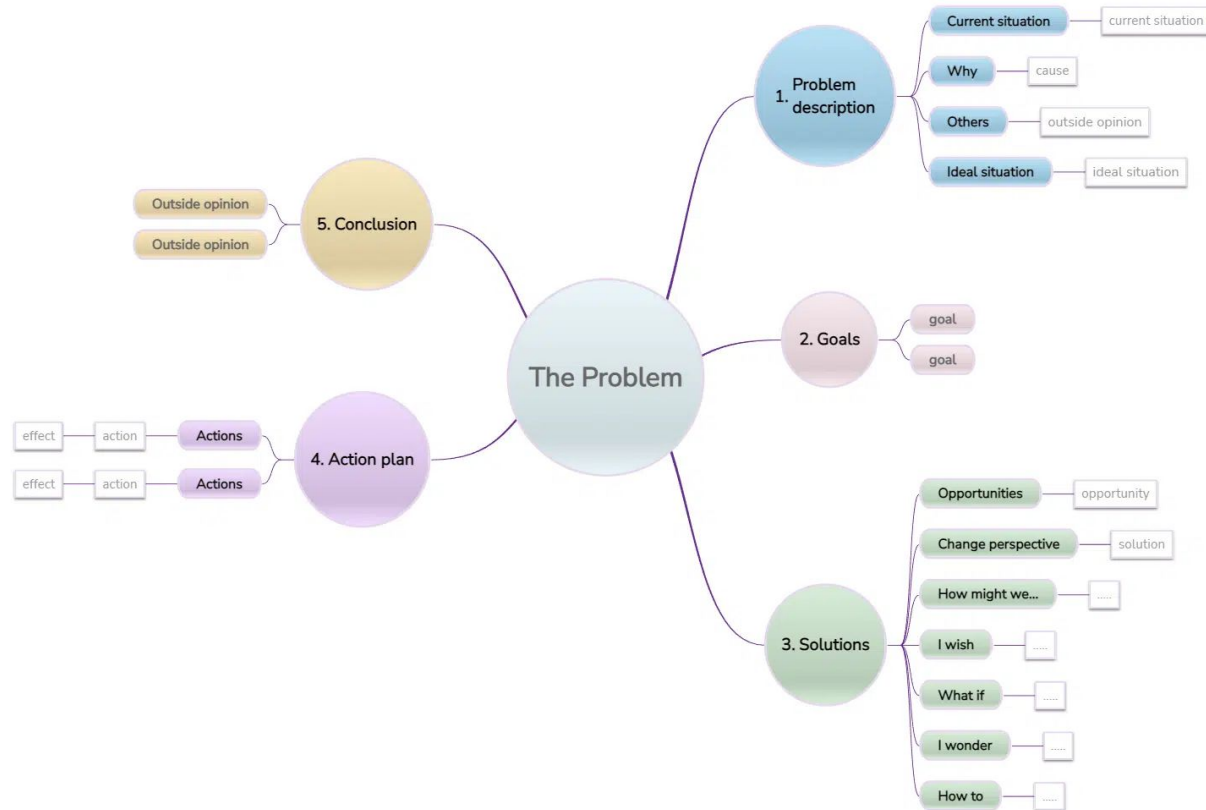 The Problem
1. Problem
description
Current situation
current situation
Why
cause
Others
outside opinion
Ideal situation
ideal situation
2. Goals
goal
goal
3. Solutions
Opportunities
opportunity
Change perspective
solution
How might we...
.....
I wish
.....
What if
.....
I wonder
.....
How to
.....
4. Action plan
Actions
action
effect
Actions
action
effect
5. Conclusion
Outside opinion
Outside opinion